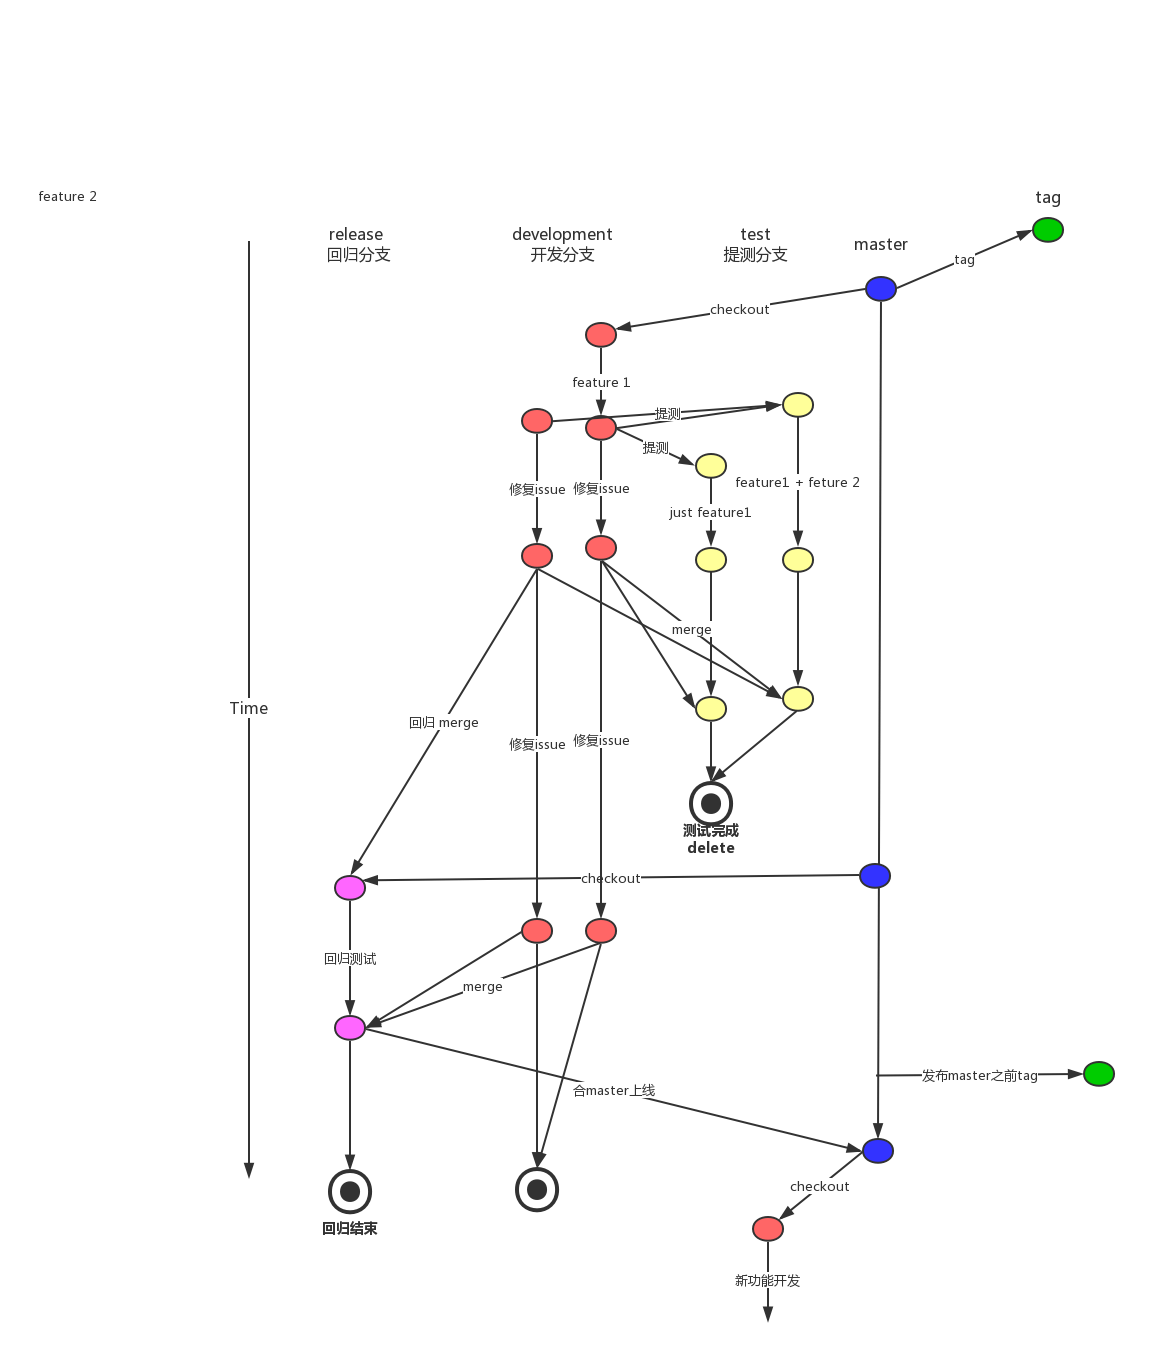 feature 2
tag
release
回归分支
development
开发分支
test
提测分支
master
tag
checkout
feature 1
提测
提测
feature1 + feture 2
修复issue
修复issue
just feature1
merge
Time
回归 merge
修复issue
修复issue
测试完成
delete
checkout
回归测试
merge
发布master之前tag
合master上线
checkout
回归结束
新功能开发